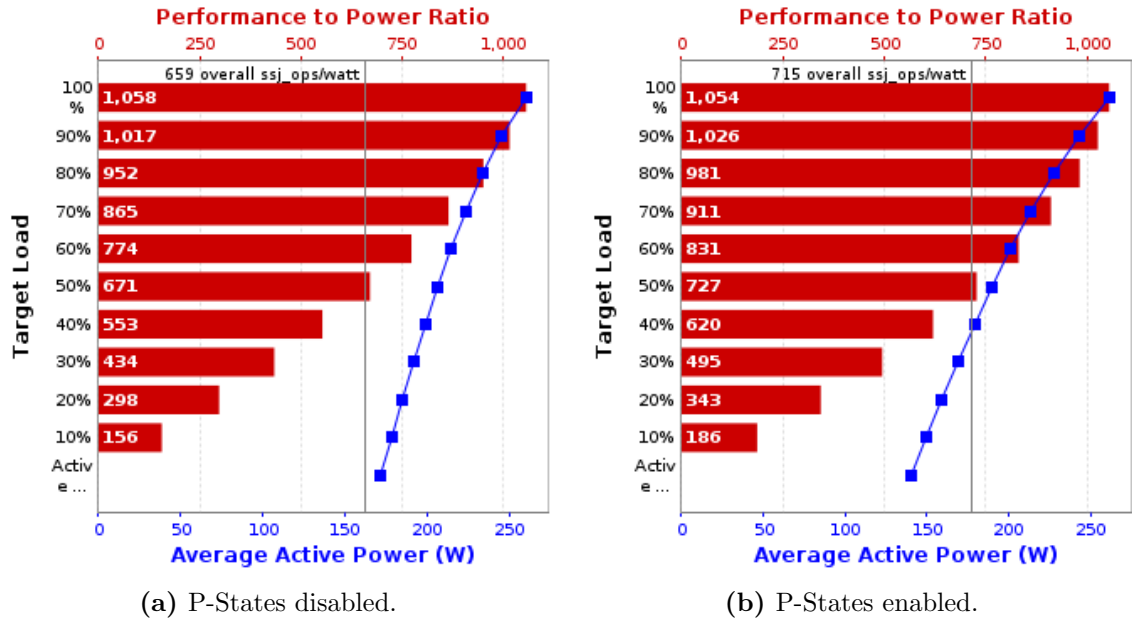 Performance to Power Ratio
0 250 500 750 1,000
659 overall ssj_ops/watt
Target Load
100 % 1,058
90% 1,017
80% 952
70% 865
60% 774
50% 671
40% 553
30% 434
20% 298
10% 156
Activ
e ...
0 50 100 150 200 250
Average Active Power (W)
(a) P-States disabled.
Performance to Power Ratio
0 250 500 750 1,000
715 overall ssj_ops/watt
Target Load
100 % 1,054
90% 1,026
80% 981
70% 911
60% 831
50% 727
40% 620
30% 495
20% 343
10% 186
Activ
e ...
0 50 100 150 200 250
Average Active Power (W)
(b) P-States enabled.